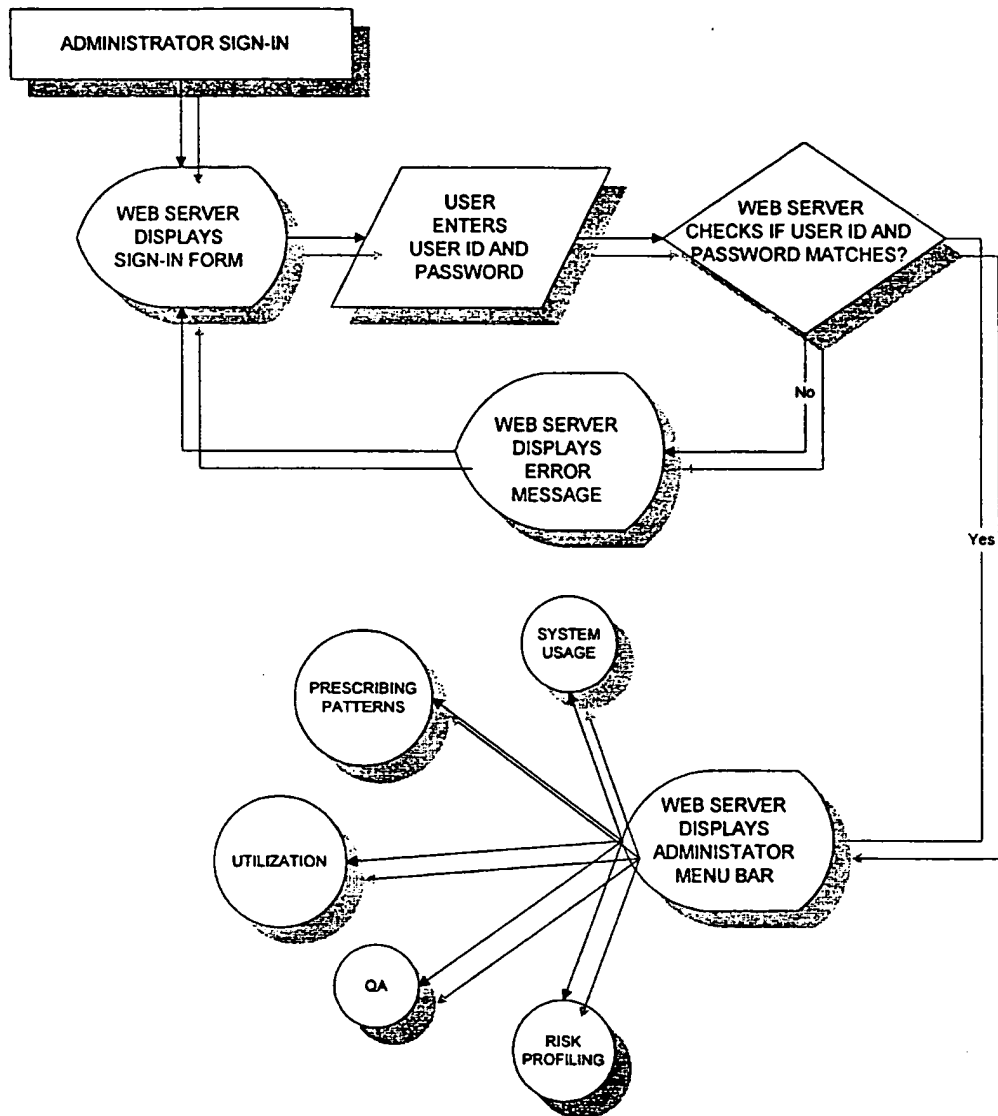 ADMINISTRATOR SIGN-IN
WEB SERVER
DISPLAYS
SIGN-IN FORM
USER
ENTERS
USER ID AND
PASSWORD
WEB SERVER
CHECKS IF USER ID AND
PASSWORD MATCHES?
No
WEB SERVER
DISPLAYS
ERROR
MESSAGE
Yes
SYSTEM
USAGE
PRESCRIBING
PATTERNS
WEB SERVER
DISPLAYS
ADMINISTATOR
MENU BAR
UTILIZATION
QA
RISK
PROFILING